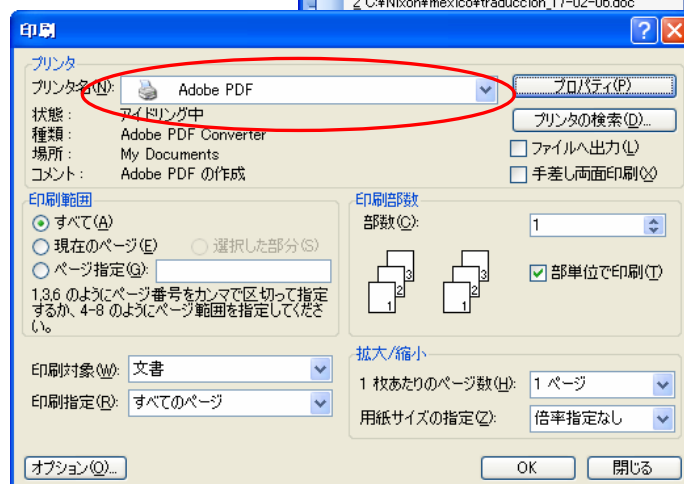 2 C:¥Nixon¥mexico¥traduccion_17-02-06.doc
印刷
プリンタ
プリンタ名(N): Adobe PDF プロパティ(P)
状態: アイドリング中 プリンタの検索(D)...
種類: Adobe PDF Converter
場所: My Documents ファイルへ出力(L)
コメント: Adobe PDF の作成 手差し両面印刷(X)
印刷範囲
すべて(A)
現在のページ(E) 選択した部分(S)
ページ指定(G):
1,3,6 のようにページ番号をカンマで区切って指定
するか、4-8 のようにページ範囲を指定してくださ
い。
印刷部数
部数(C): 1
1 2 3 1 2 3
部単位で印刷(T)
印刷対象(W): 文書
印刷指定(R): すべてのページ
拡大/縮小
1 枚あたりのページ数(H): 1 ページ
用紙サイズの指定(Z): 倍率指定なし
オプション(O)... OK 閉じる